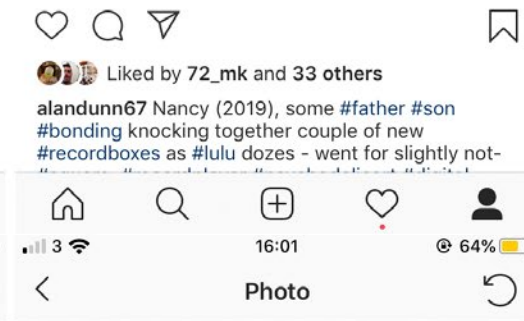 Liked by 72_mk and 33 others
alandunn67 Nancy (2019), some #father #son
#bonding knocking together couple of new
#recordboxes as #lulu dozes - went for slightly not-
3 16:01 64%
Photo